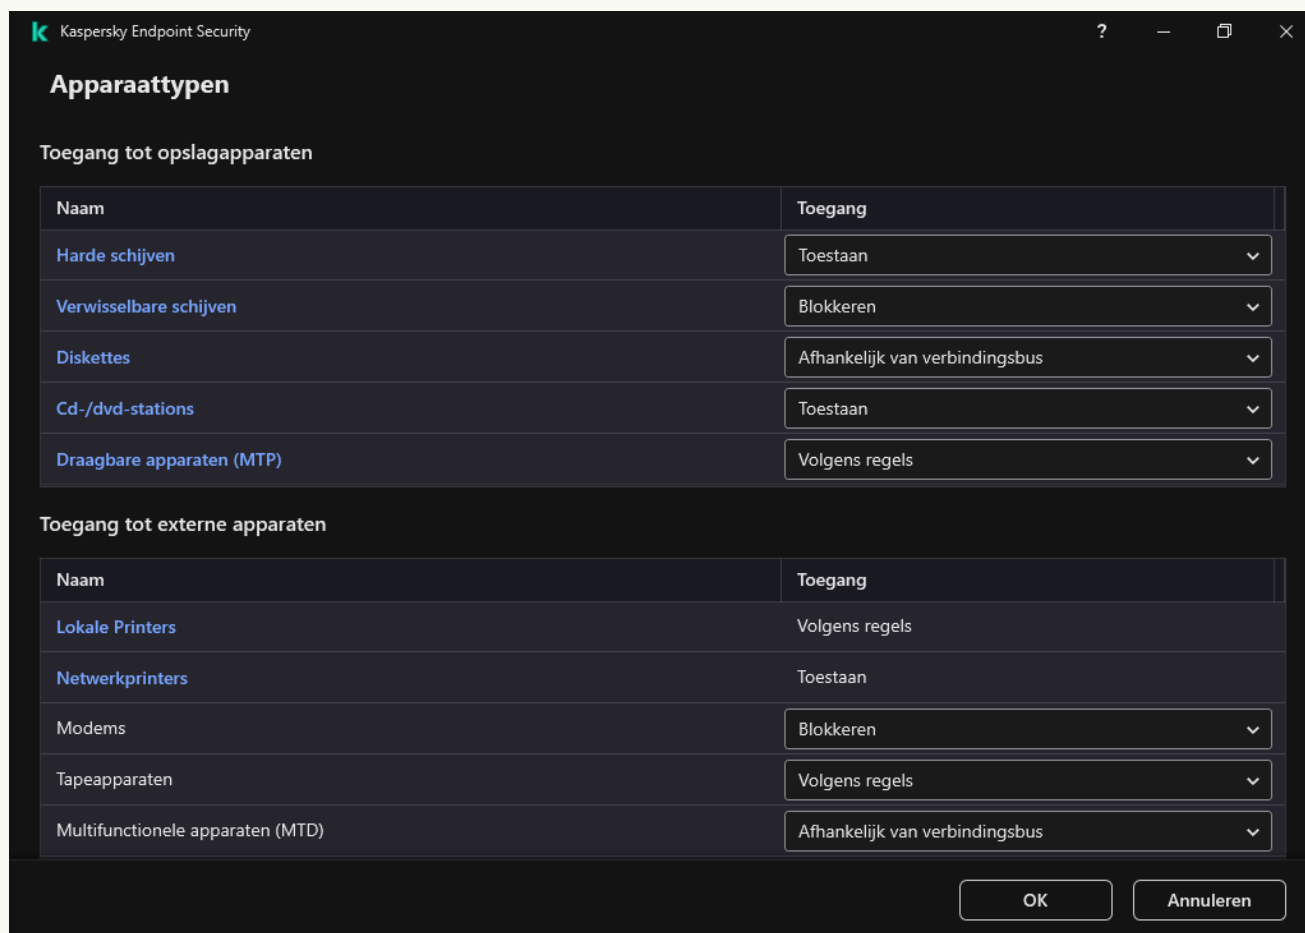 Kaspersky Endpoint Security
?
Apparaattypen
Toegang tot opslagapparaten
Naam Toegang
Harde schijven Toestaan
Verwisselbare schijven Blokkeren
Diskettes Afhankelijk van verbindingsbus
Cd-/dvd-stations Toestaan
Draagbare apparaten (MTP) Volgens regels
Toegang tot externe apparaten
Naam Toegang
Lokale Printers Volgens regels
Netwerkprinters Toestaan
Modems Blokkeren
Tapeapparaten Volgens regels
Multifunctionele apparaten (MTD) Afhankelijk van verbindingsbus
OK Annuleren